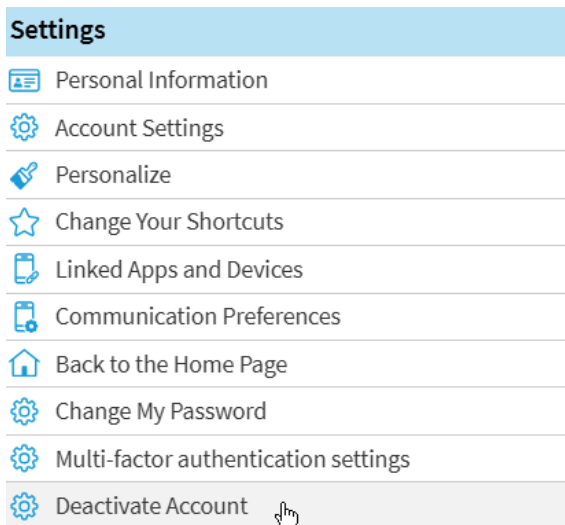 Settings
Personal Information
Account Settings
Personalize
Change Your Shortcuts
Linked Apps and Devices
Communication Preferences
Back to the Home Page
Change My Password
Multi-factor authentication settings
Deactivate Account